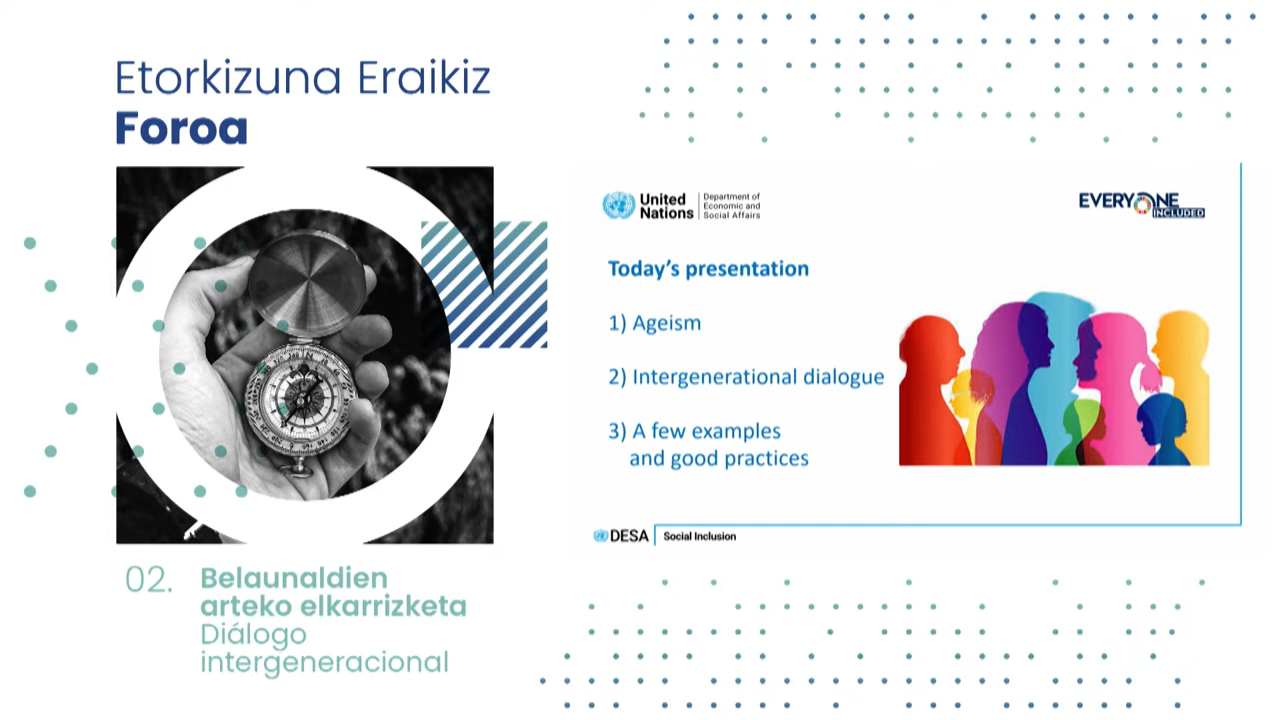 Etorkizuna Eraikiz
Foroa
02. Belaunaldien
arteko elkarrizketa
Diálogo
intergeneracional
United
Nations
Department of
Economic and
Social Affairs
EVERYONE
INCLUDED
Today's presentation
1) Ageism
2) Intergenerational dialogue
3) A few examples
and good practices
DESA
Social Inclusion